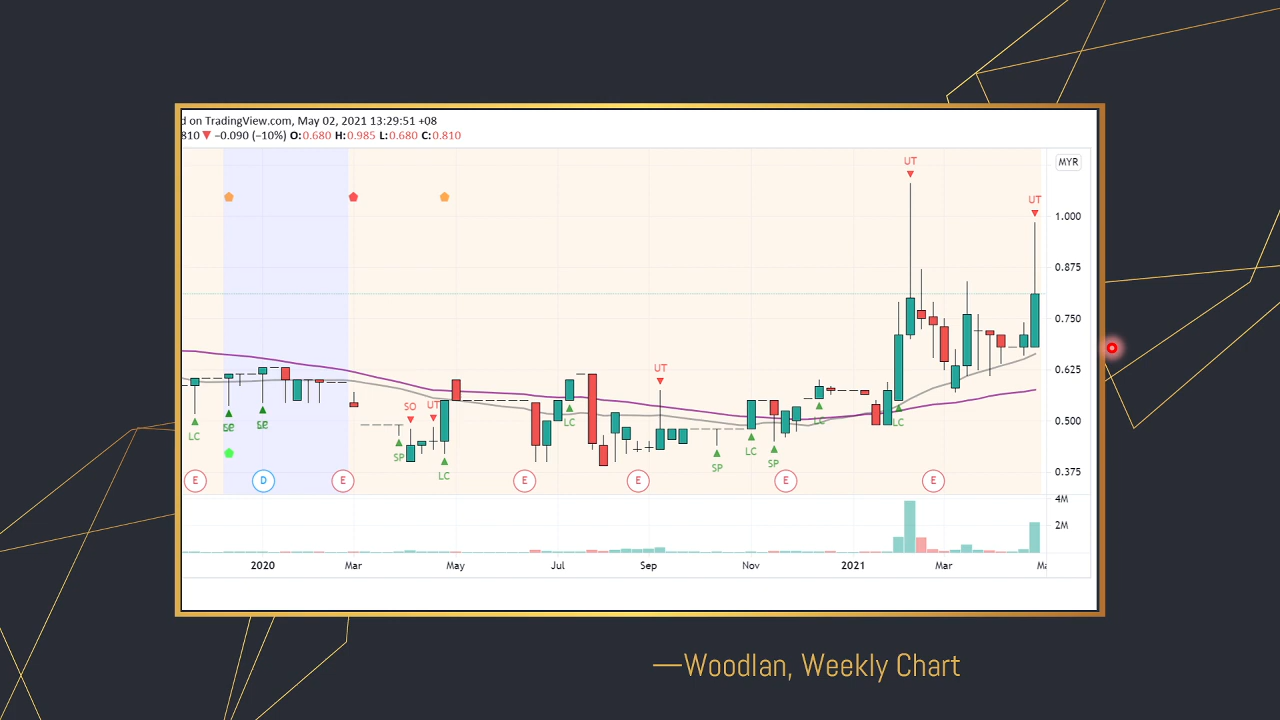 d on TradingView.com, May 02, 2021 13:29:51 +08
810 ▼ −0.090 (−10%) O:0.680 H:0.985 L:0.680 C:0.810
MYR
UT
UT
1.000
0.875
0.750
0.625
0.500
0.375
UT
SO
UT
LC
SP
LC
LC
SP
LC
SP
LC
LC
E
D
E
E
E
E
E
4M
2M
2020
Mar
May
Jul
Sep
Nov
2021
Mar
—Woodlan, Weekly Chart